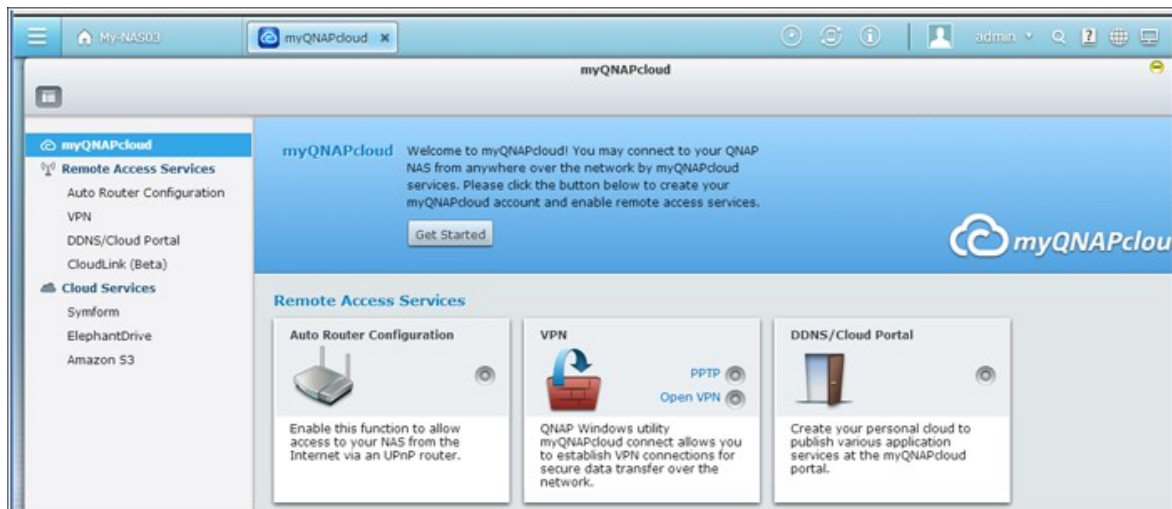 My-NAS03
myQNAPcloud
admin
myQNAPcloud
myQNAPcloud
Remote Access Services
Auto Router Configuration
VPN
DDNS/Cloud Portal
CloudLink (Beta)
Cloud Services
Symform
ElephantDrive
Amazon S3
myQNAPcloud
Welcome to myQNAPcloud! You may connect to your QNAP
NAS from anywhere over the network by myQNAPcloud
services. Please click the button below to create your
myQNAPcloud account and enable remote access services.
Get Started
myQNAPclou
Remote Access Services
Auto Router Configuration
Enable this function to allow
access to your NAS from the
Internet via an UPnP router.
VPN
PPTP
Open VPN
QNAP Windows utility
myQNAPcloud connect allows you
to establish VPN connections for
secure data transfer over the
network.
DDNS/Cloud Portal
Create your personal cloud to
publish various application
services at the myQNAPcloud
portal.